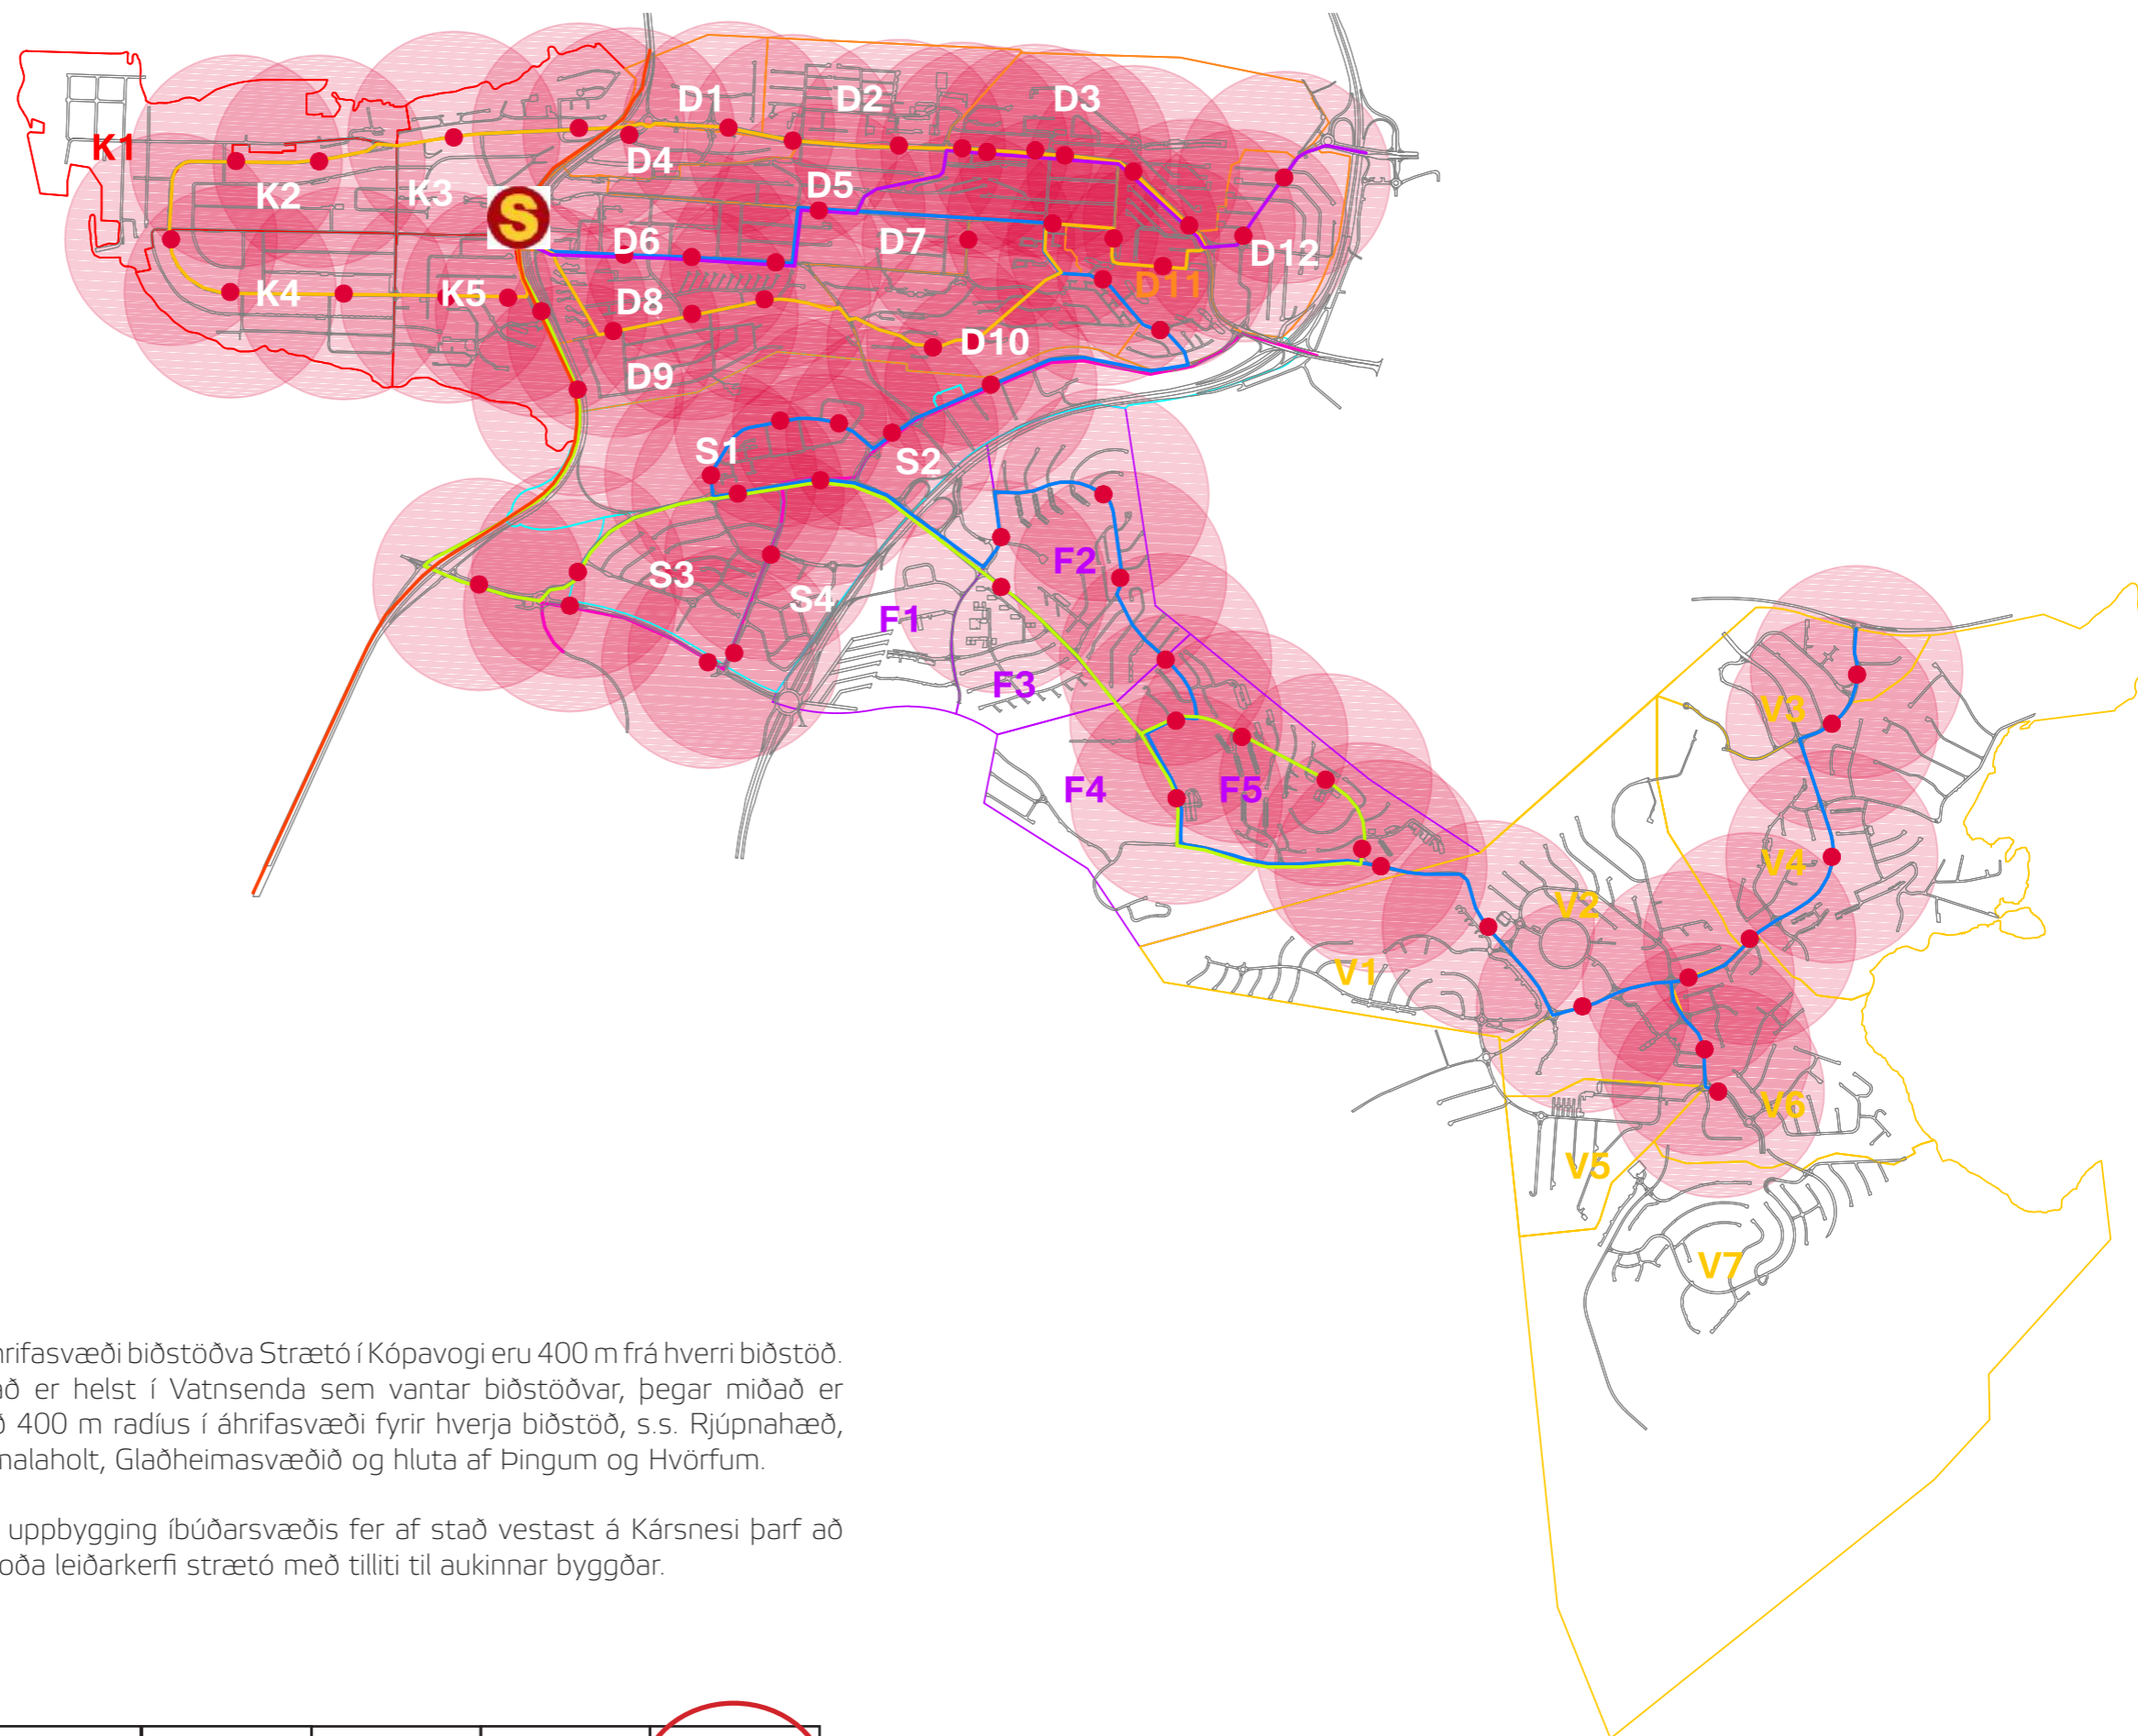 D1
D2
D3
K1
D4
K2
K3
D5
S
D6
D7
D12
K4
K5
D8
D11
D10
D9
S1
S2
S3
S4
F2
F1
F3
F4
F5
V3
V4
V2
V1
V6
V5
V7
hrifasvæði biðstöðva Strætó í Kópavogi eru 400 m frá hverri biðstöð.
að er helst í Vatnsenda sem vantar biðstöðvar, þegar miðað er
ð 400 m radíus í áhrifasvæði fyrir hverja biðstöð, s.s. Rjúpnahæð,
malaholt, Glaðheimasvæðið og hluta af Þingum og Hvörfum.
uppbygging íbúðarsvæðis fer af stað vestast á Kársnesi þarf að
oða leiðarkerfi strætó með tilliti til aukinnar byggðar.